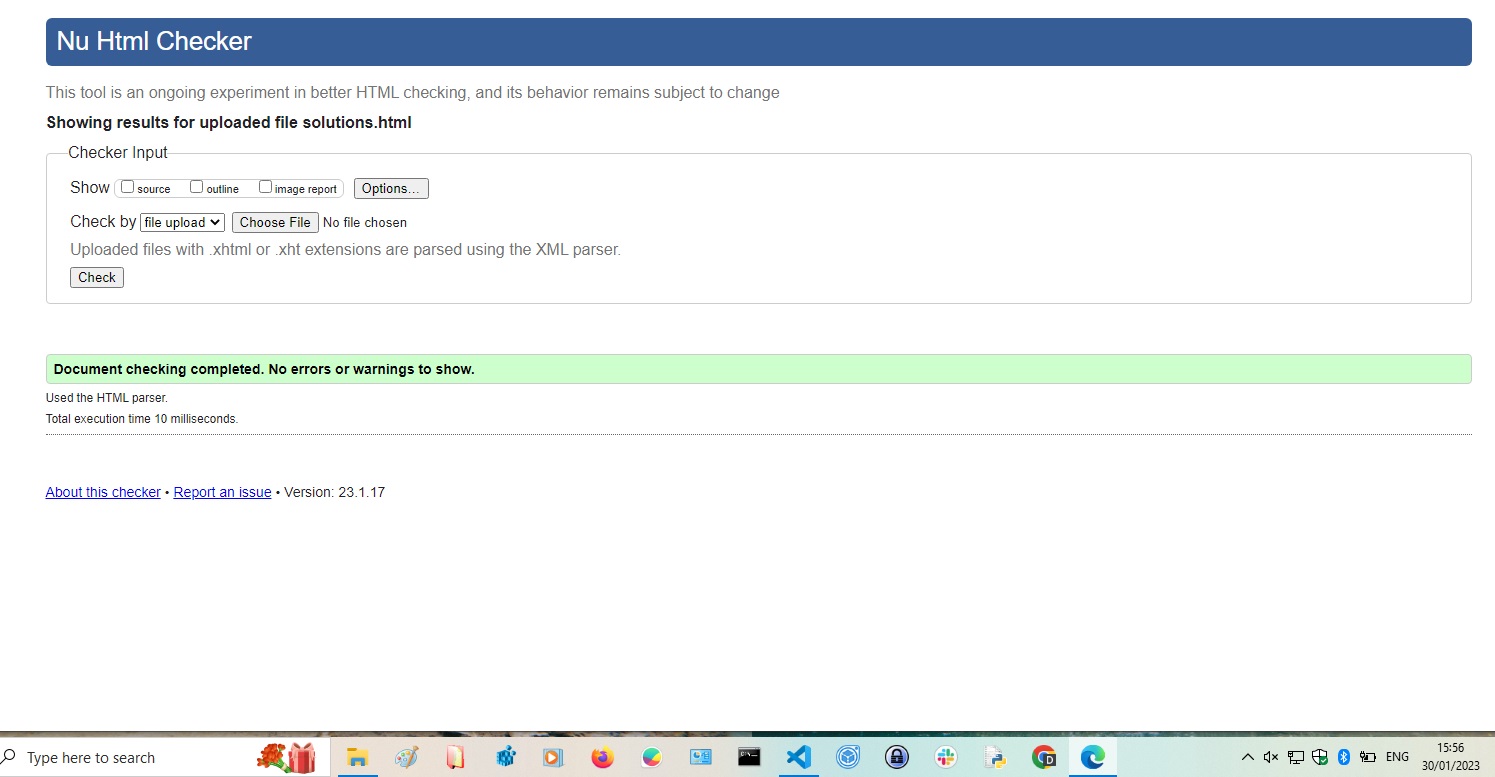 Nu Html Checker
This tool is an ongoing experiment in better HTML checking, and its behavior remains subject to change
Showing results for uploaded file solutions.html
Checker Input
Show source outline image report Options...
Check by file upload Choose File No file chosen
Uploaded files with .xhtml or .xht extensions are parsed using the XML parser.
Check
Document checking completed. No errors or warnings to show.
Used the HTML parser.
Total execution time 10 milliseconds.
About this checker • Report an issue • Version: 23.1.17
Type here to search D ENG 15:56
30/01/2023